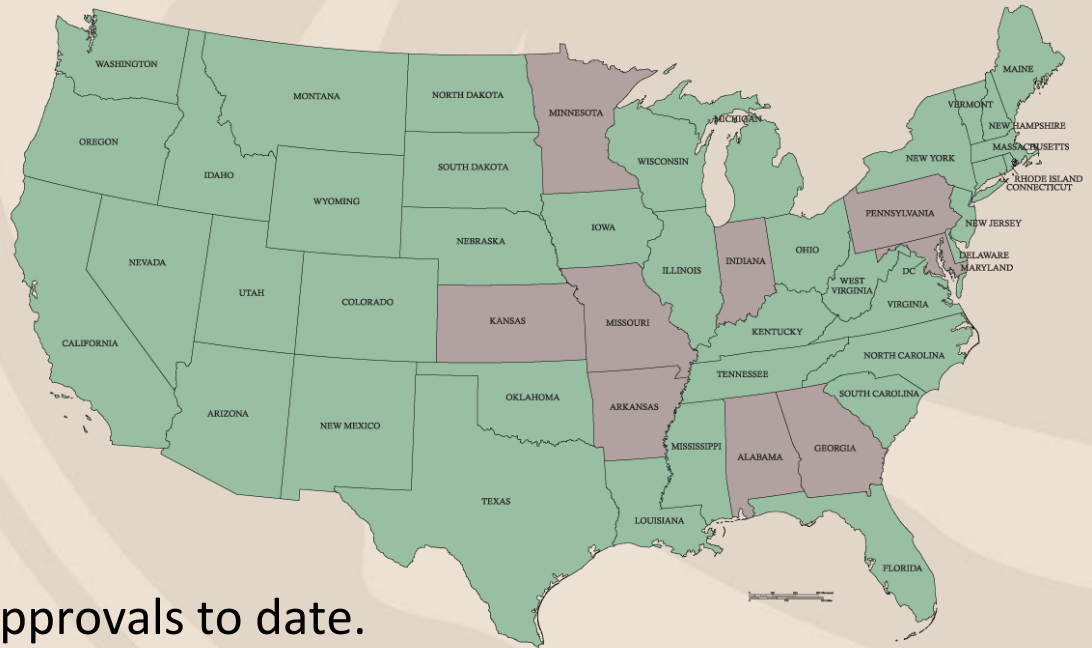 WASHINGTON
MONTANA
NORTH DAKOTA
MINNESOTA
MAINE
VERMONT
NEW HAMPSHIRE
MASSACHUSETTS
RHODE ISLAND
CONNECTICUT
OREGON
IDAHO
WYOMING
SOUTH DAKOTA
WISCONSIN
MICHIGAN
NEW YORK
NEVADA
UTAH
COLORADO
NEBRASKA
IOWA
ILLINOIS
INDIANA
OHIO
PENNSYLVANIA
NEW JERSEY
DELAWARE
MARYLAND
DC
WEST
VIRGINIA
VIRGINIA
CALIFORNIA
KANSAS
MISSOURI
KENTUCKY
NORTH CAROLINA
TENNESSEE
SOUTH CAROLINA
ARIZONA
NEW MEXICO
OKLAHOMA
ARKANSAS
MISSISSIPPI
ALABAMA
GEORGIA
TEXAS
LOUISIANA
FLORIDA
pprovals to date.